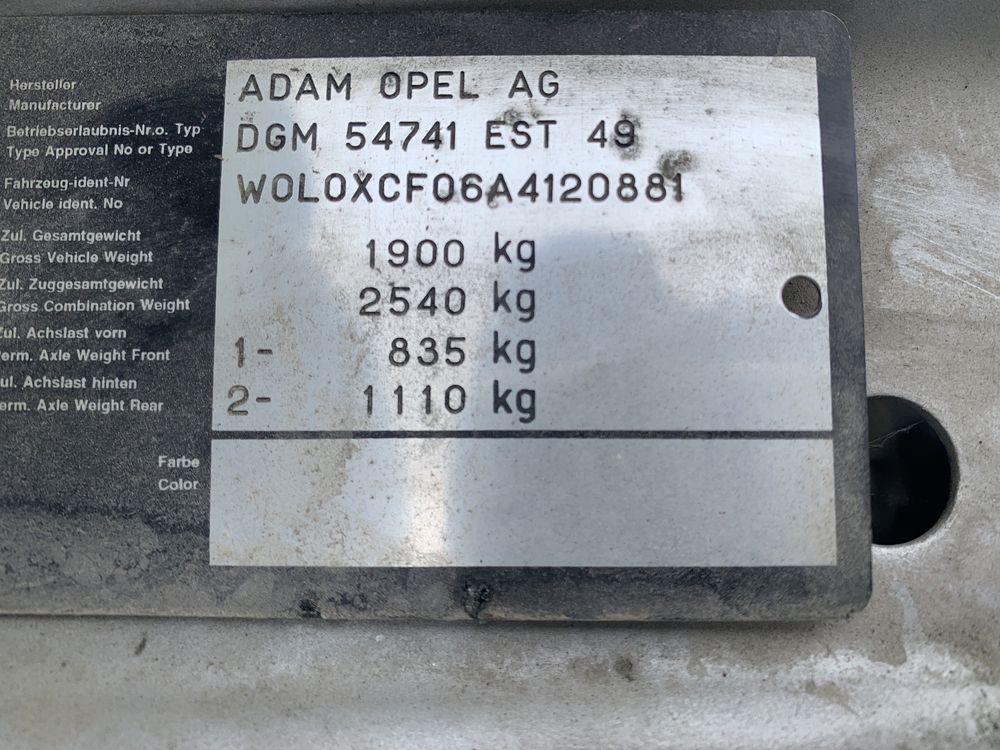 Hersteller
Manufacturer
ADAM OPEL AG
Betriebserlaubnis-Nr.o. Typ
Type Approval No or Type
DGM 54741 EST 49
Fahrzeug-ident-Nr
Vehicle ident. No
W0L0XCF06A4120881
Zul. Gesamtgewicht
Gross Vehicle Weight
1900 kg
Zul. Zuggesamtgewicht
Gross Combination Weight
2540 kg
Zul. Achslast vorn
erm. Axle Weight Front
1- 835 kg
ul. Achslast hinten
erm. Axle Weight Rear
2- 1110 kg
Farbe
Color